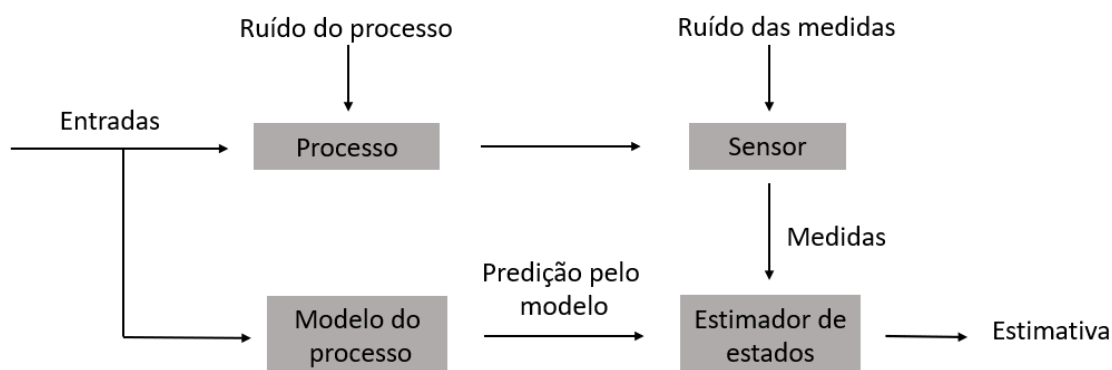 Ruído do processo
Ruído das medidas
Entradas
Processo
Sensor
Medidas
Predição pelo
modelo
Modelo do
processo
Estimador de
estados
Estimativa